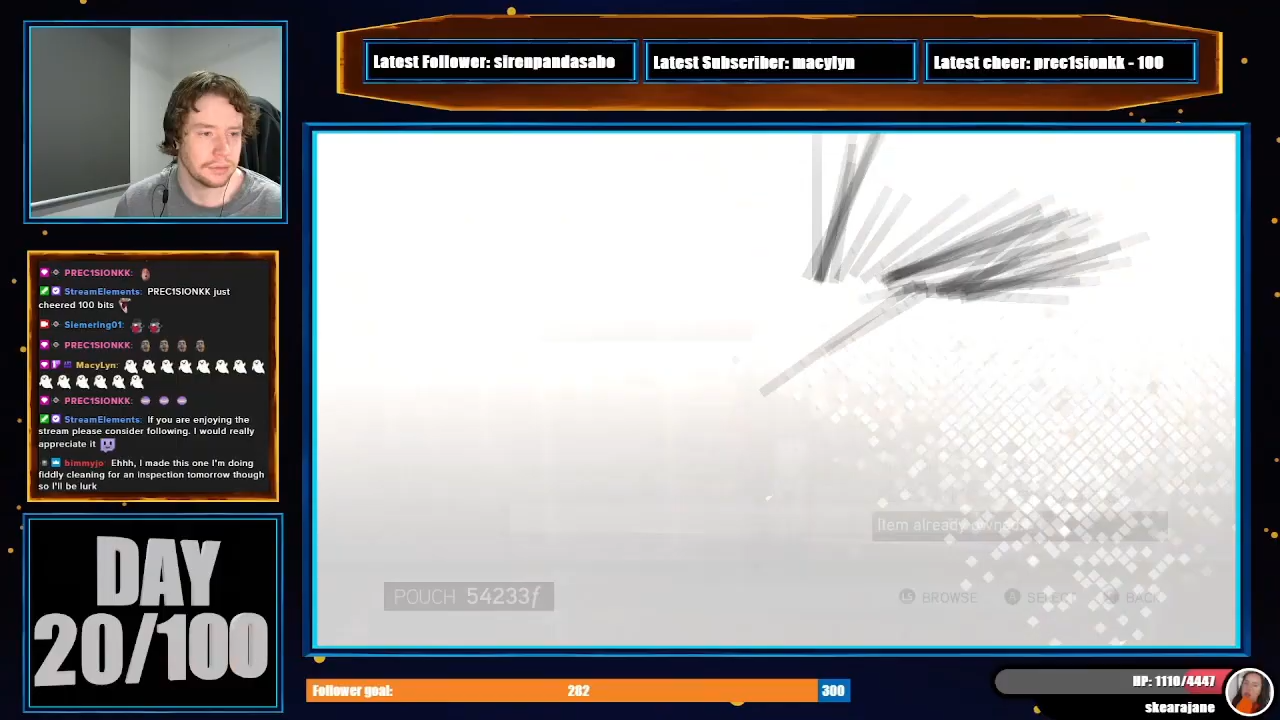 Latest Follower: sirenpandasabo
Latest Subscriber: macylyn
Latest cheer: prec1sionkk - 100
PREC1SIONKK:
StreamElements: PREC1SIONKK just
cheered 100 bits
Siemering01:
PREC1SIONKK:
MacyLyn:
PREC1SIONKK:
StreamElements: If you are enjoying the
stream please consider following. I would really
appreciate it
bimmyjo: Ehhh, I made this one I'm doing
fiddly cleaning for an inspection tomorrow though
so I'll be lurk
DAY
20/100
Item already owned.
POUCH 54233ƒ
LS BROWSE
A SELECT
BACK
Follower goal: 282 300
HP: 1110/4447
skearajane